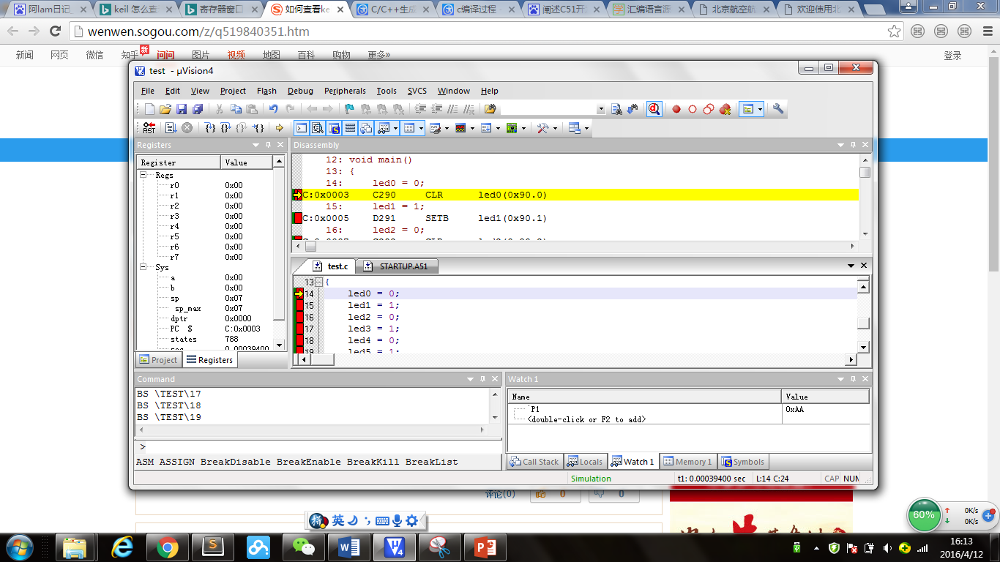 阿lam日记_
keil 怎么查
寄存器窗口
如何查看ke
C/C++生成
c编译过程
阐述C51开
汇编语言源
北京航空航
欢迎使用北
wenwen.sogou.com/z/q519840351.htm
新闻 网页 微信 知乎 新 问问 图片 视频 地图 百科 购物 更多» 登录
test - µVision4
File Edit View Project Flash Debug Peripherals Tools SVCS Window Help
RST
Registers
Register Value
Regs
r0 0x00
r1 0x00
r2 0x00
r3 0x00
r4 0x00
r5 0x00
r6 0x00
r7 0x00
Sys
a 0x00
b 0x00
sp 0x07
sp_max 0x07
dptr 0x0000
PC $ C:0x0003
states 788
sec 0.00039400
Project Registers
Disassembly
12: void main()
13: {
14: led0 = 0;
C:0x0003 C290 CLR led0(0x90.0)
15: led1 = 1;
C:0x0005 D291 SETB led1(0x90.1)
16: led2 = 0;
test.c STARTUP.A51
13 {
14 led0 = 0;
15 led1 = 1;
16 led2 = 0;
17 led3 = 1;
18 led4 = 0;
19 led5 = 1;
Command
BS \TEST\17
BS \TEST\18
BS \TEST\19
>
ASM ASSIGN BreakDisable BreakEnable BreakKill BreakList
Watch 1
Name Value
`P1 0xAA
<double-click or F2 to add>
Call Stack Locals Watch 1 Memory 1 Symbols
Simulation t1: 0.00039400 sec L:14 C:24 CAP NUM
评论(0) 0 0
英
60%
0K/s
0K/s
16:13
2016/4/12